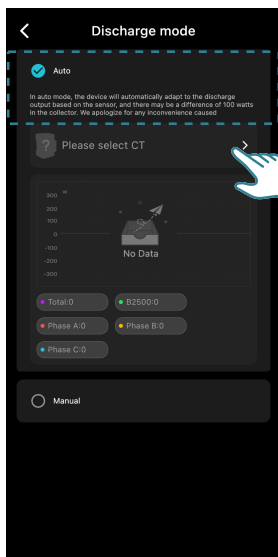 Discharge mode
Auto
In auto mode, the device will automatically adapt to the discharge
output based on the sensor, and there may be a difference of 100 watts
in the collector. We apologize for any inconvenience caused
? Please select CT
300 W
200
100
0
-100
-200
-300
No Data
Total:0
B2500:0
Phase A:0
Phase B:0
Phase C:0
Manual